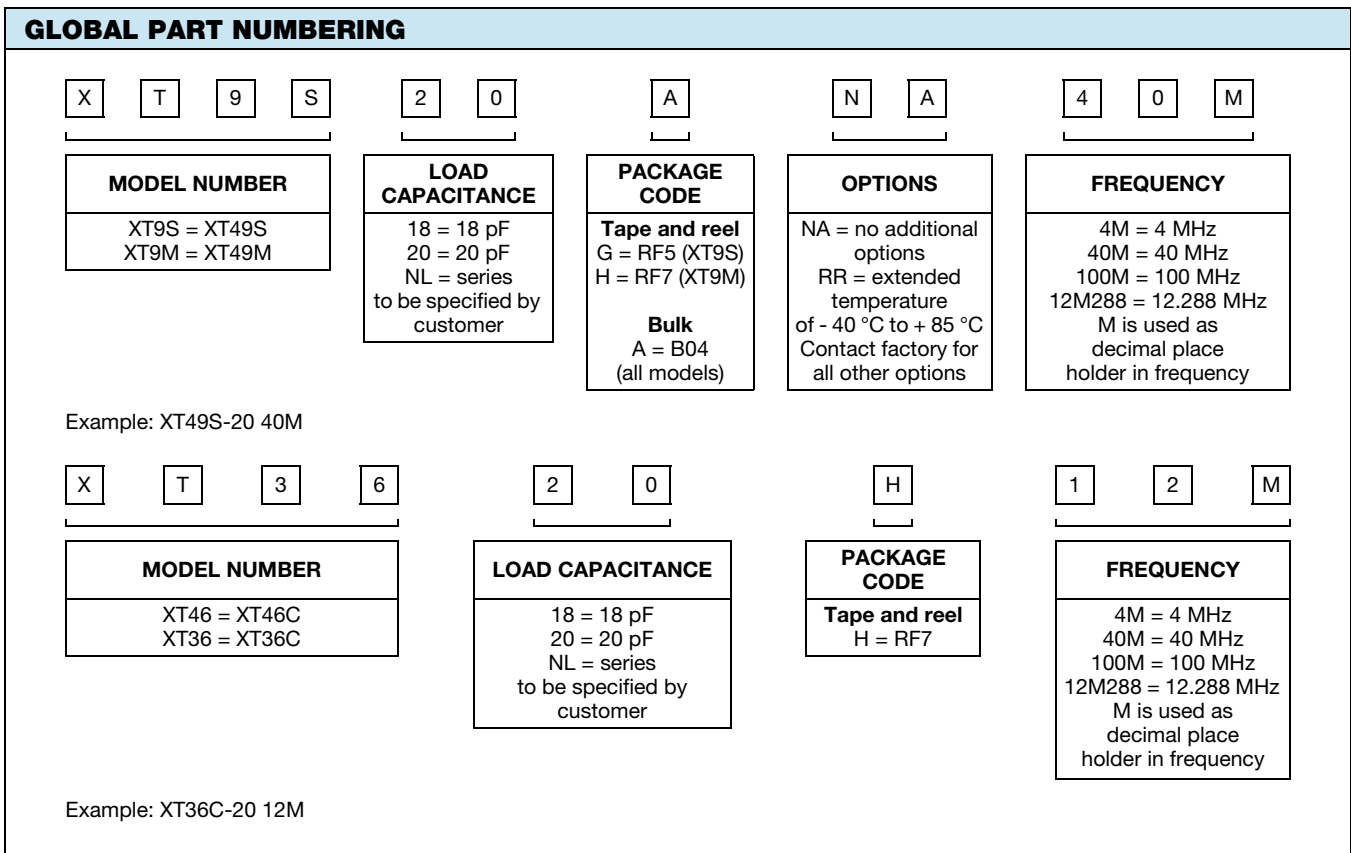 GLOBAL PART NUMBERING
X T 9 S 2 0 A N A 4 0 M
MODEL NUMBER
XT9S = XT49S
XT9M = XT49M
LOAD
CAPACITANCE
18 = 18 pF
20 = 20 pF
NL = series
to be specified by
customer
PACKAGE
CODE
Tape and reel
G = RF5 (XT9S)
H = RF7 (XT9M)
Bulk
A = B04
(all models)
OPTIONS
NA = no additional
options
RR = extended
temperature
of - 40 °C to + 85 °C
Contact factory for
all other options
FREQUENCY
4M = 4 MHz
40M = 40 MHz
100M = 100 MHz
12M288 = 12.288 MHz
M is used as
decimal place
holder in frequency
Example: XT49S-20 40M
X T 3 6 2 0 H 1 2 M
MODEL NUMBER
XT46 = XT46C
XT36 = XT36C
LOAD CAPACITANCE
18 = 18 pF
20 = 20 pF
NL = series
to be specified by
customer
PACKAGE
CODE
Tape and reel
H = RF7
FREQUENCY
4M = 4 MHz
40M = 40 MHz
100M = 100 MHz
12M288 = 12.288 MHz
M is used as
decimal place
holder in frequency
Example: XT36C-20 12M